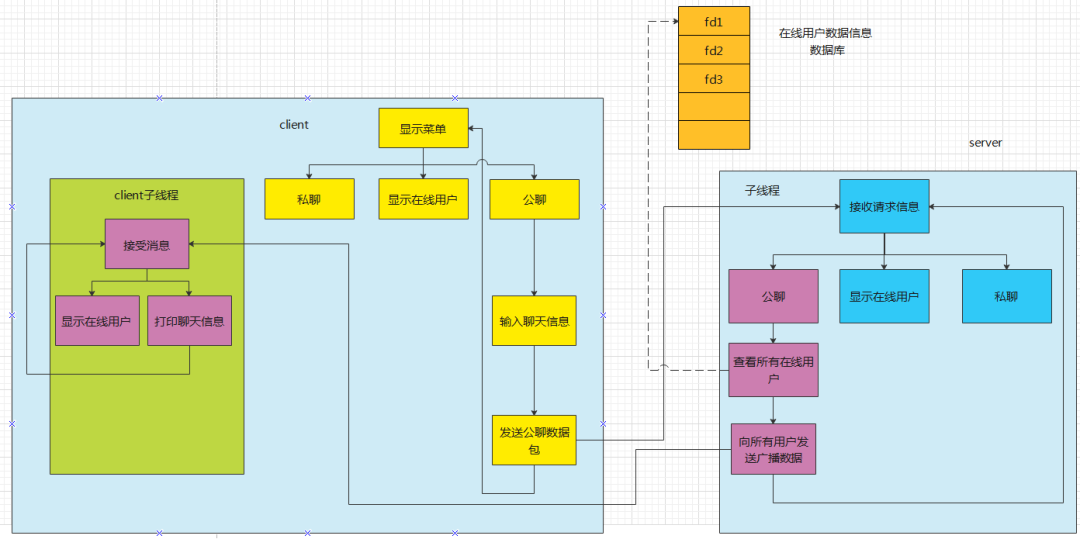 fd1
fd2
fd3
在线用户数据信息
数据库
client
server
显示菜单
私聊
显示在线用户
公聊
输入聊天信息
发送公聊数据
包
client子线程
接受消息
显示在线用户
打印聊天信息
子线程
接收请求信息
公聊
显示在线用户
私聊
查看所有在线用
户
向所有用户发
送广播数据